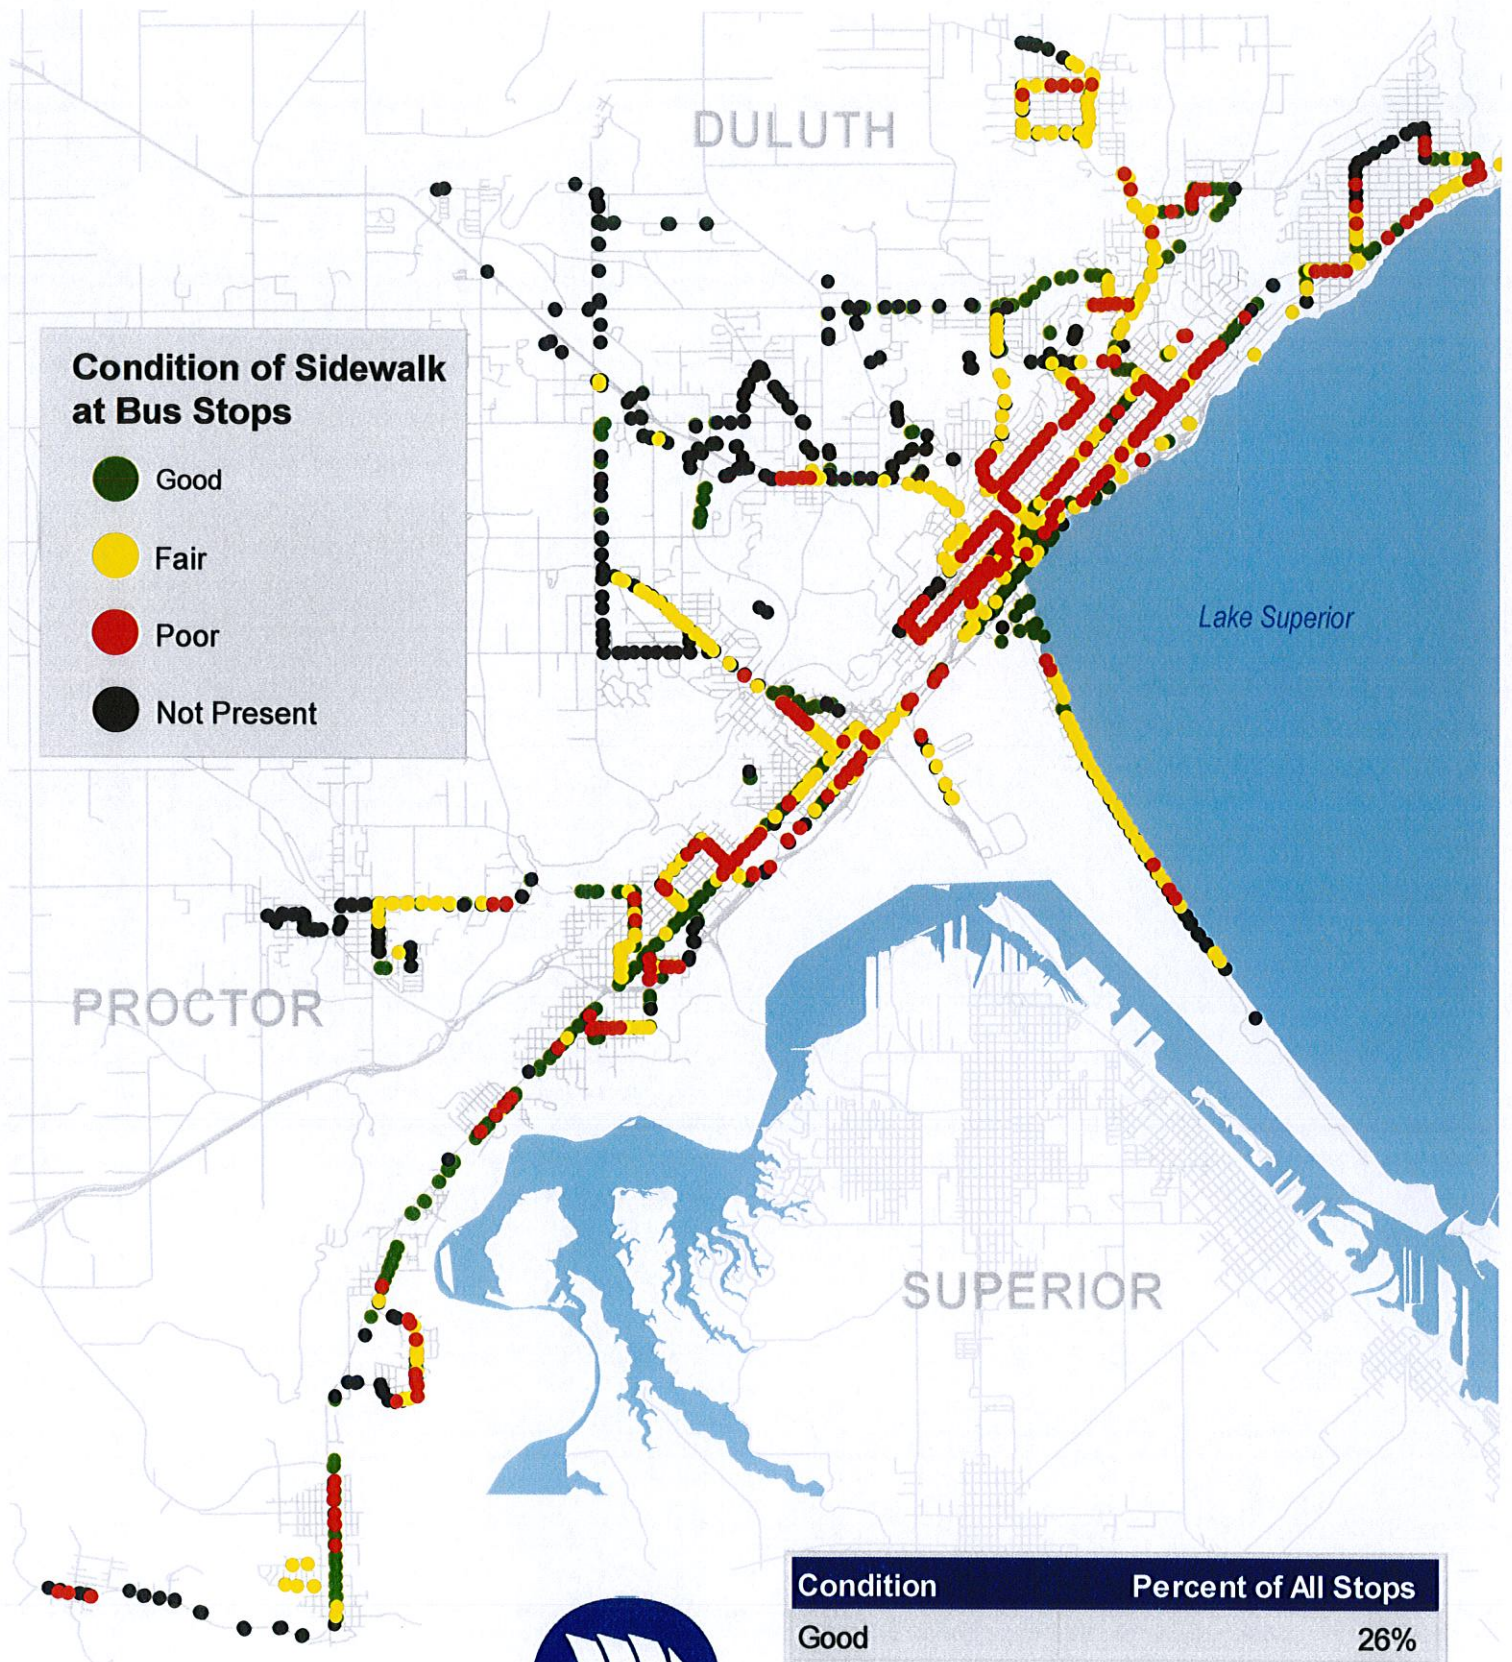 DULUTH
Condition of Sidewalk
at Bus Stops
Good
Fair
Poor
Not Present
Lake Superior
PROCTOR
SUPERIOR
Condition Percent of All Stops
Good 26%